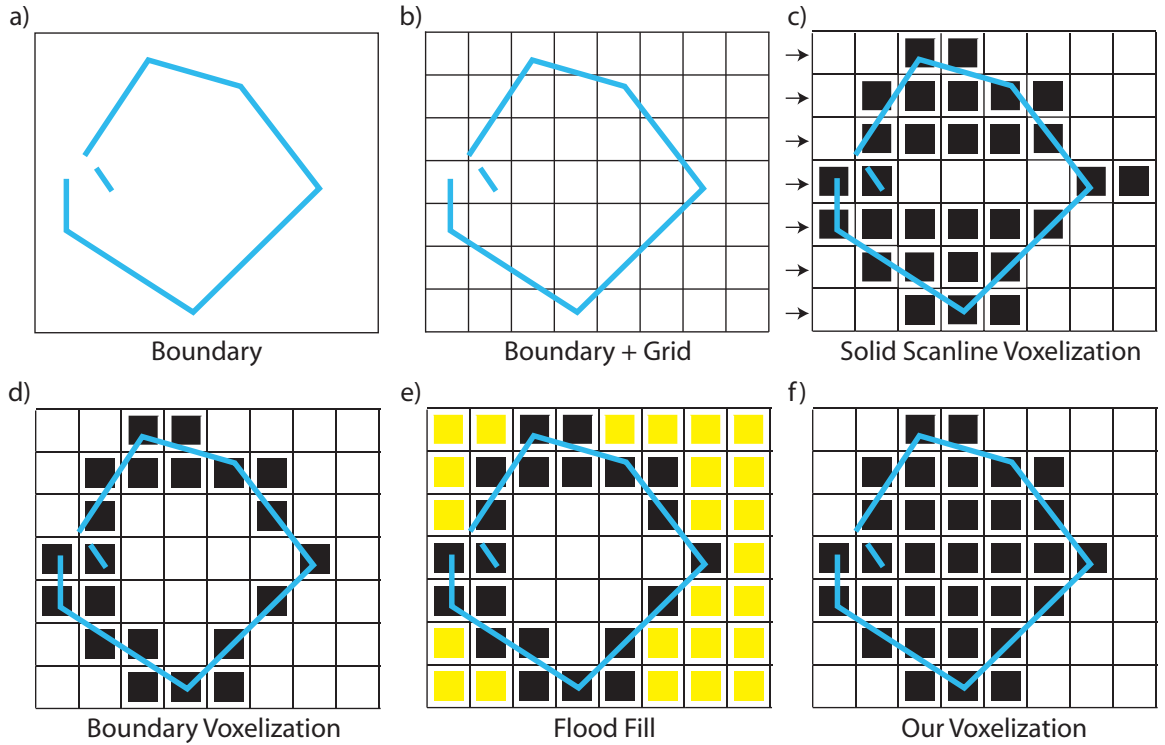 a)
b)
c)
Boundary
Boundary + Grid
Solid Scanline Voxelization
d)
e)
f)
Boundary Voxelization
Flood Fill
Our Voxelization